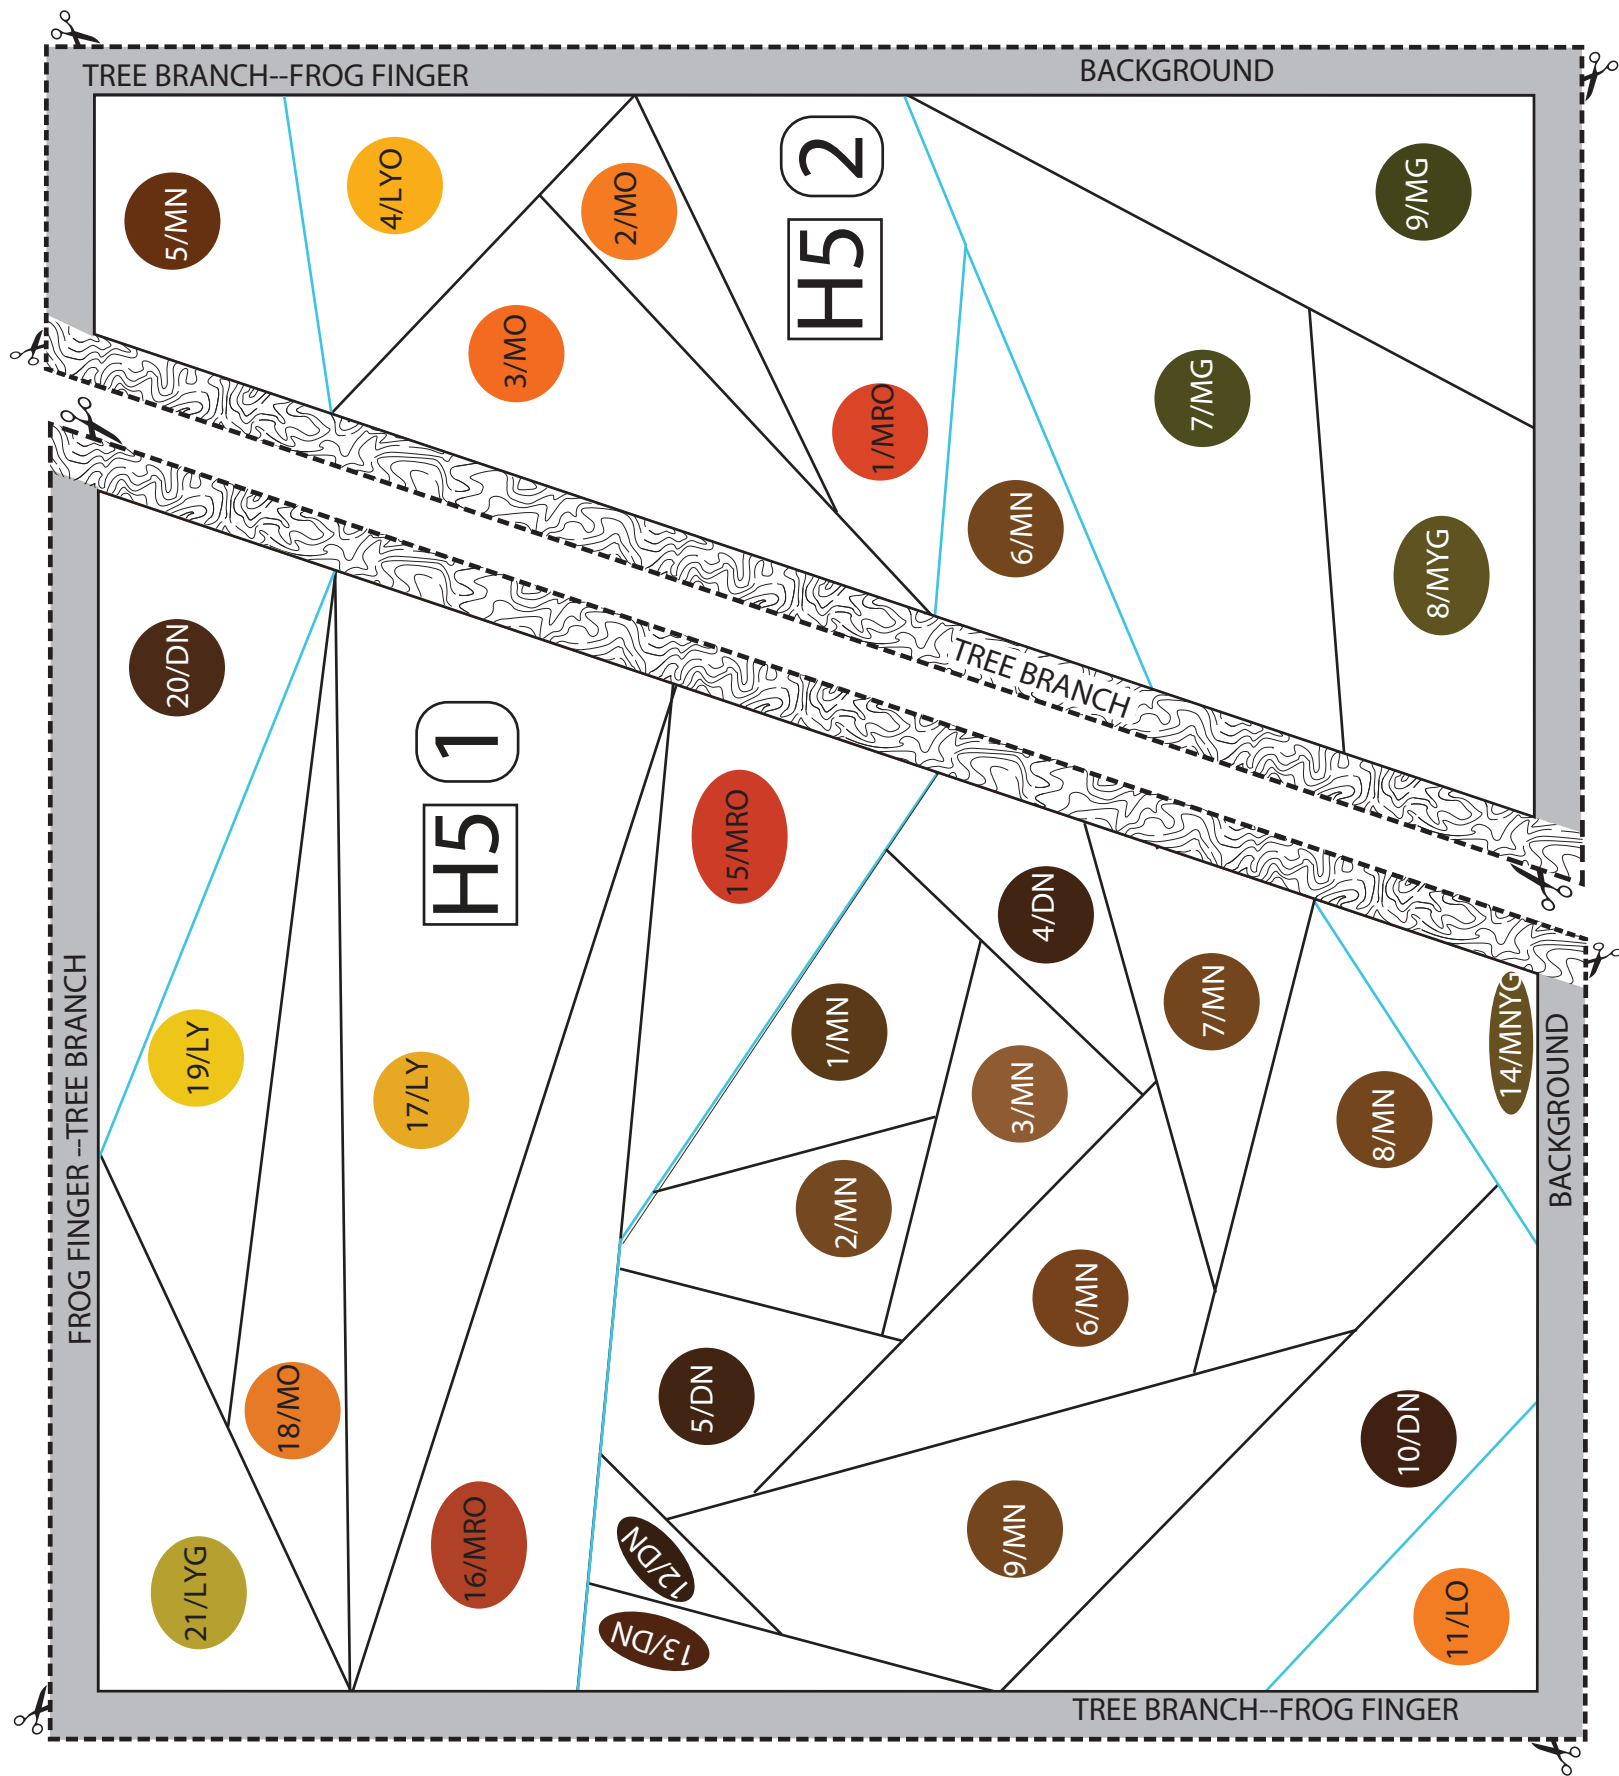 TREE BRANCH--FROG FINGER
BACKGROUND
5/MN
4/LYO
2/MO
3/MO
H5
2
1/MRO
6/MN
7/MG
9/MG
8/MYG
TREE BRANCH
20/DN
19/LY
18/MO
17/LY
21/LYG
H5
1
16/MRO
15/MRO
FROG FINGER --TREE BRANCH
1/MN
2/MN
3/MN
4/DN
5/DN
6/MN
7/MN
8/MN
9/MN
10/DN
11/LO
12/DN
13/DN
14/MNYG
BACKGROUND
TREE BRANCH--FROG FINGER